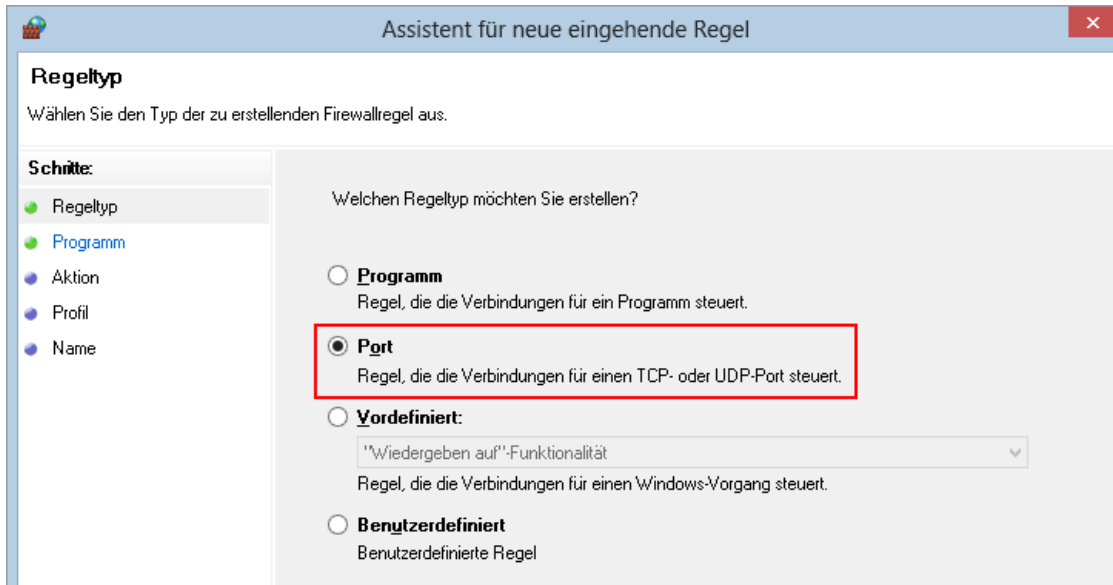 Assistent für neue eingehende Regel
Regeltyp
Wählen Sie den Typ der zu erstellenden Firewallregel aus.
Schritte:
Regeltyp
Programm
Aktion
Profil
Name
Welchen Regeltyp möchten Sie erstellen?
Programm
Regel, die die Verbindungen für ein Programm steuert.
Port
Regel, die die Verbindungen für einen TCP- oder UDP-Port steuert.
Vordefiniert:
"Wiedergeben auf"-Funktionalität
Regel, die die Verbindungen für einen Windows-Vorgang steuert.
Benutzerdefiniert
Benutzerdefinierte Regel